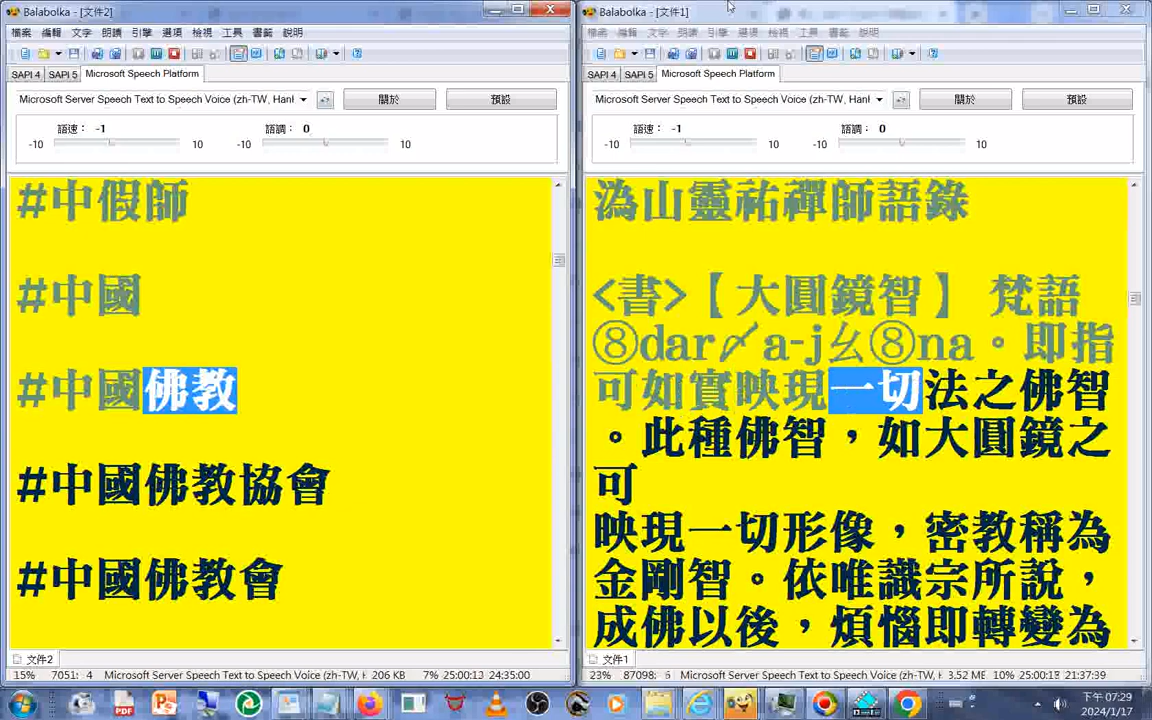 Balabolka - [文件2]
檔案 編輯 文字 朗讀 引擎 選項 檢視 工具 書籤 說明
SAPI 4 SAPI 5 Microsoft Speech Platform
Microsoft Server Speech Text to Speech Voice (zh-TW, Han
關於 預設
語速： -1 語調： 0
-10 10 -10 10
#中假師
#中國
#中國佛教
#中國佛教協會
#中國佛教會
文件2
15% 7051: 4 Microsoft Server Speech Text to Speech Voice (zh-TW, H 206 KB 7% 25:00:13 24:35:00
Balabolka - [文件1]
檔案 編輯 文字 朗讀 引擎 選項 檢視 工具 書籤 說明
SAPI 4 SAPI 5 Microsoft Speech Platform
Microsoft Server Speech Text to Speech Voice (zh-TW, Han
關於 預設
語速： -1 語調： 0
-10 10 -10 10
溈山靈祐禪師語錄
<書>【大圓鏡智】 梵語
⑧dar〆a-jㄠ⑧na。即指
可如實映現一切法之佛智
。此種佛智，如大圓鏡之
可
映現一切形像，密教稱為
金剛智。依唯識宗所說，
成佛以後，煩惱即轉變為
文件1
23% 87098: 6 Microsoft Server Speech Text to Speech Voice (zh-TW, H 3.52 MB 10% 25:00:13 21:37:39
下午 07:29
2024/1/17